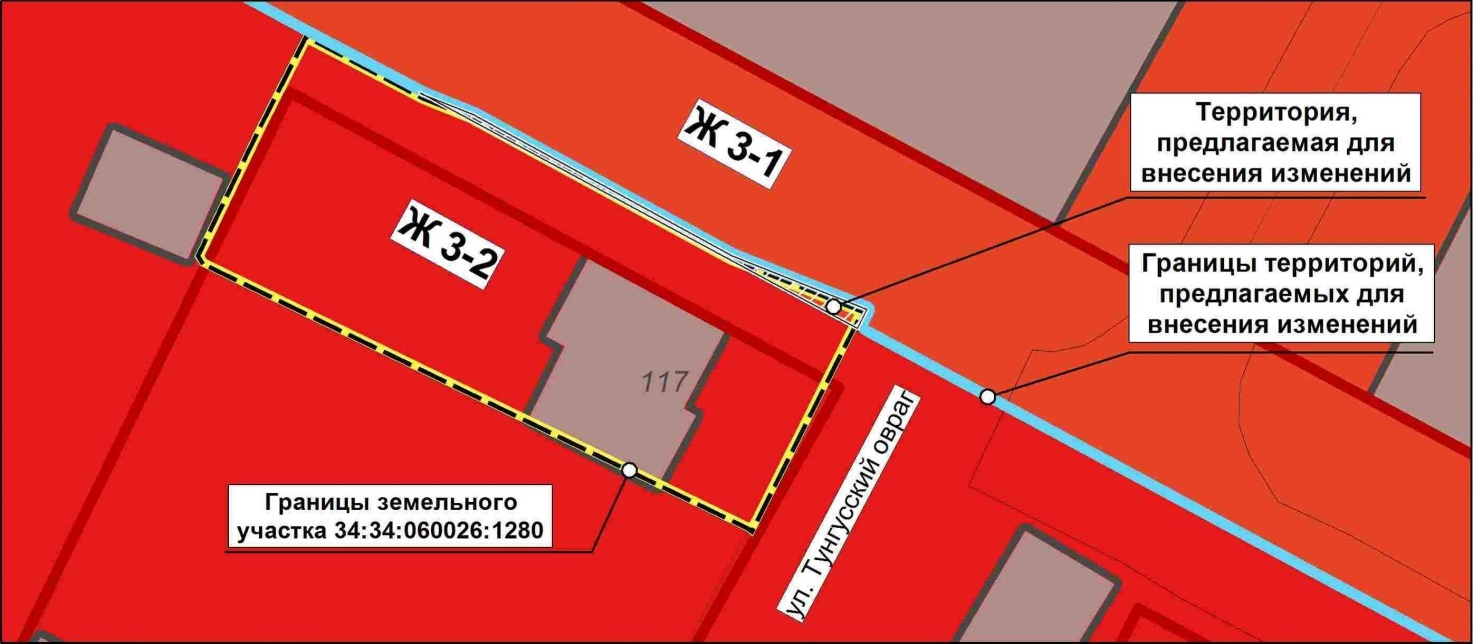 Ж 3-1
Территория,
предлагаемая для
внесения изменений
Ж 3-2
Границы территорий,
предлагаемых для
внесения изменений
117
ул. Тунгусский овраг
Границы земельного
участка 34:34:060026:1280